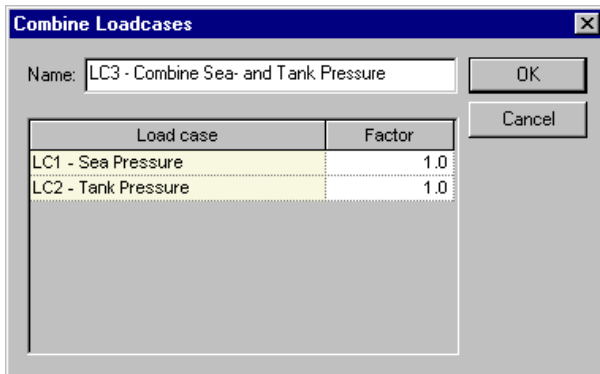 Combine Loadcases
Name: LC3 - Combine Sea- and Tank Pressure
OK
Cancel
Load case Factor
LC1 - Sea Pressure 1.0
LC2 - Tank Pressure 1.0